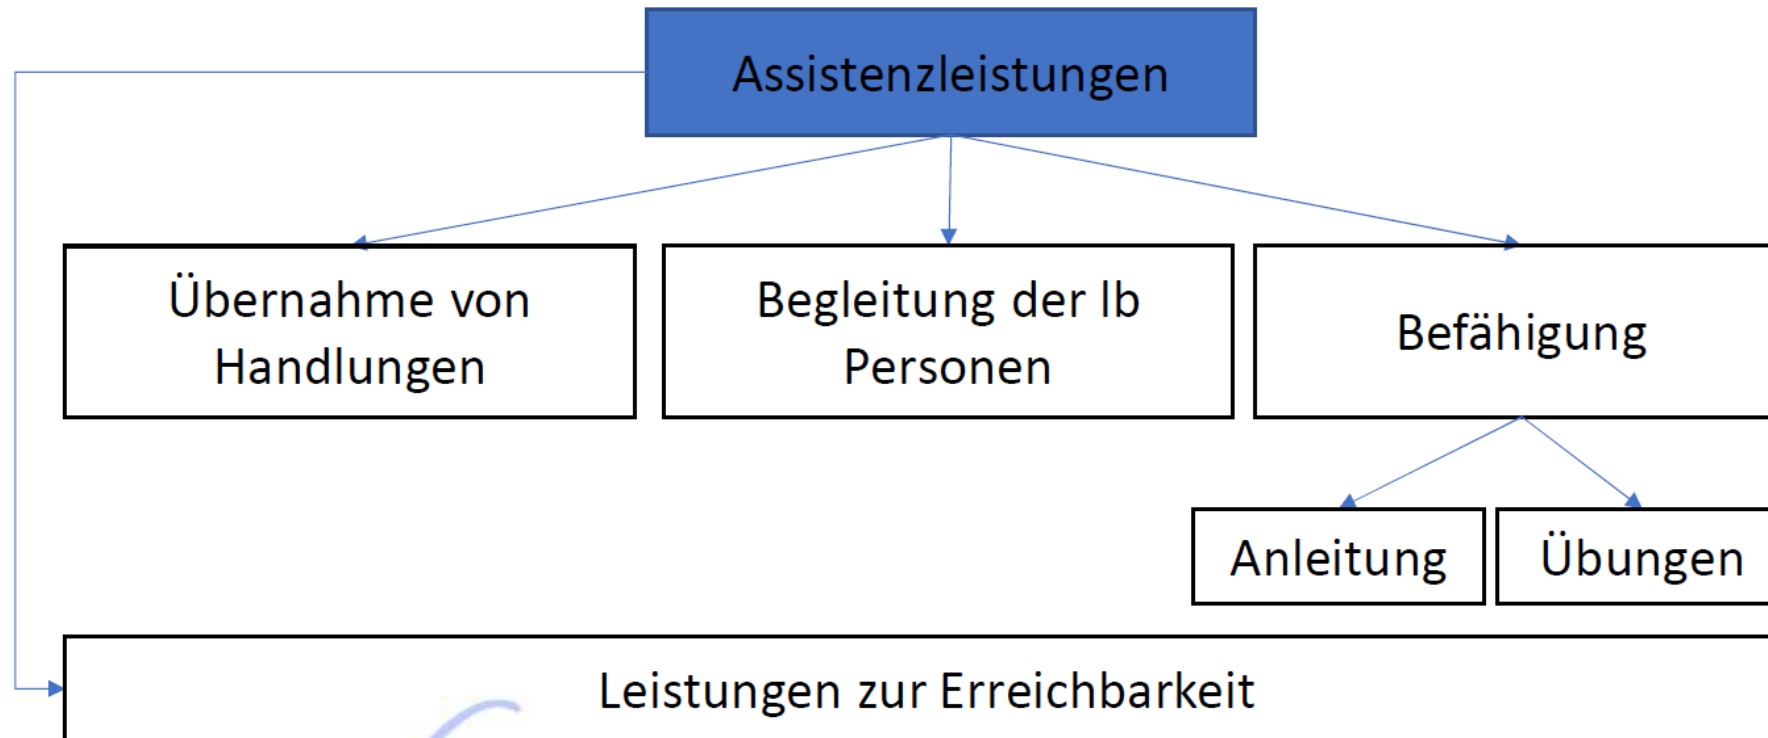 Assistenzleistungen
Übernahme von
Handlungen
Begleitung der lb
Personen
Befähigung
Anleitung
Übungen
Leistungen zur Erreichbarkeit